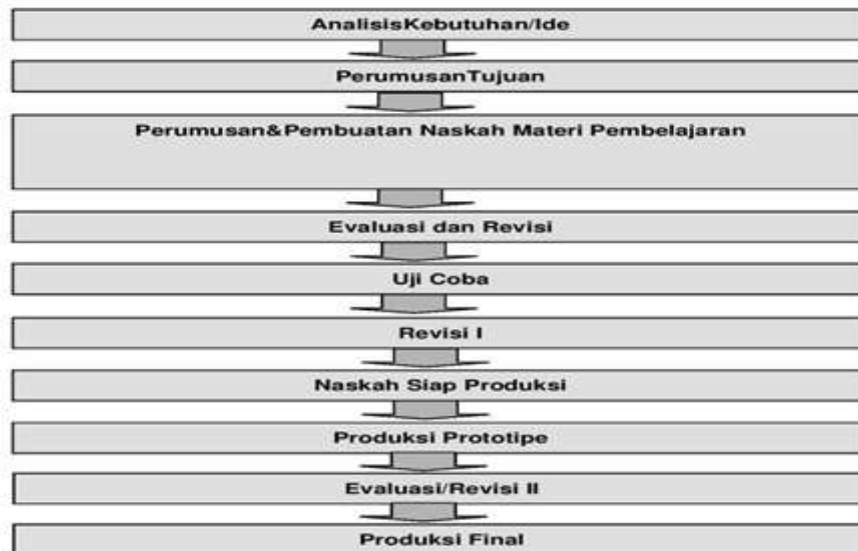 AnalisisKebutuhan/Ide
PerumusanTujuan
Perumusan&Pembuatan Naskah Materi Pembelajaran
Evaluasi dan Revisi
Uji Coba
Revisi I
Naskah Siap Produksi
Produksi Prototipe
Evaluasi/Revisi II
Produksi Final